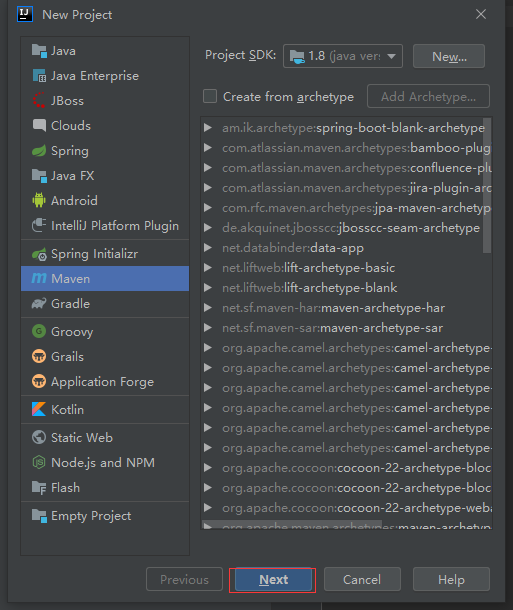 New Project
Java
Java Enterprise
JBoss
Clouds
Spring
Java FX
Android
IntelliJ Platform Plugin
Spring Initializr
Maven
Gradle
Groovy
Grails
Application Forge
Kotlin
Static Web
Node.js and NPM
Flash
Empty Project
Project SDK: 1.8 (java vers New...
Create from archetype Add Archetype...
am.ik.archetype:spring-boot-blank-archetype
com.atlassian.maven.archetypes:bamboo-plug
com.atlassian.maven.archetypes:confluence-plu
com.atlassian.maven.archetypes:jira-plugin-arc
com.rfc.maven.archetypes:jpa-maven-archetype
de.akquinet.jbosscc:jbosscc-seam-archetype
net.databinder:data-app
net.liftweb:lift-archetype-basic
net.liftweb:lift-archetype-blank
net.sf.maven-har:maven-archetype-har
net.sf.maven-sar:maven-archetype-sar
org.apache.camel.archetypes:camel-archetype-
org.apache.camel.archetypes:camel-archetype-
org.apache.camel.archetypes:camel-archetype-
org.apache.camel.archetypes:camel-archetype-
org.apache.camel.archetypes:camel-archetype-
org.apache.camel.archetypes:camel-archetype-
org.apache.cocoon:cocoon-22-archetype-bloc
org.apache.cocoon:cocoon-22-archetype-bloc
org.apache.cocoon:cocoon-22-archetype-weba
org.apache.maven.archetypes:maven-archetype
Previous Next Cancel Help